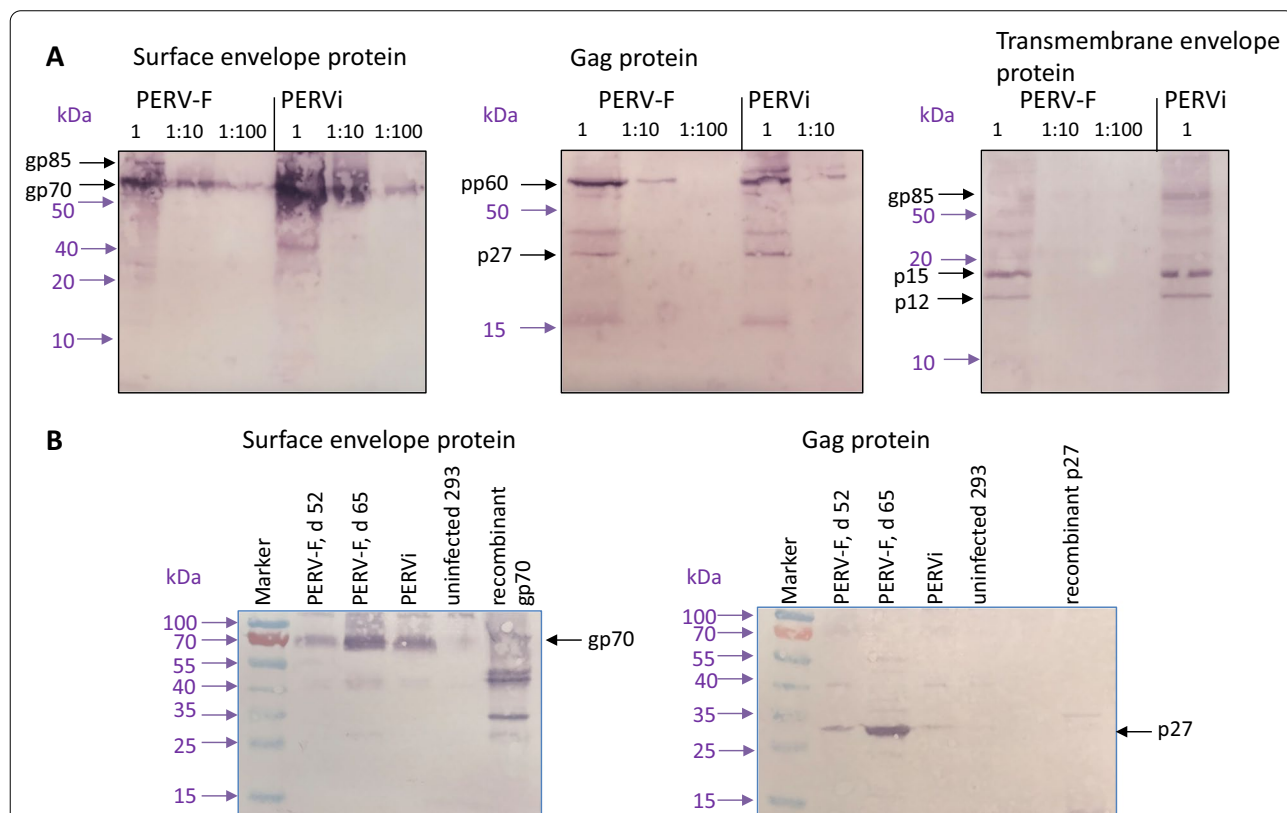 A
Surface envelope protein
Gag protein
Transmembrane envelope
protein
PERV-F PERVi
PERV-F PERVi
PERV-F PERVi
kDa
1 1:10 1:100 1 1:10 1:100
kDa
1 1:10 1:100 1 1:10
kDa
1 1:10 1:100 1
gp85
gp70
50
40
20
10
pp60
50
p27
15
gp85
50
20
p15
p12
10
B
Surface envelope protein
Gag protein
kDa
Marker
PERV-F, d 52
PERV-F, d 65
PERVi
uninfected 293
recombinant
gp70
100
70
55
40
35
25
15
gp70
kDa
Marker
PERV-F, d 52
PERV-F, d 65
PERVi
uninfected 293
recombinant p27
100
70
55
40
35
25
15
p27